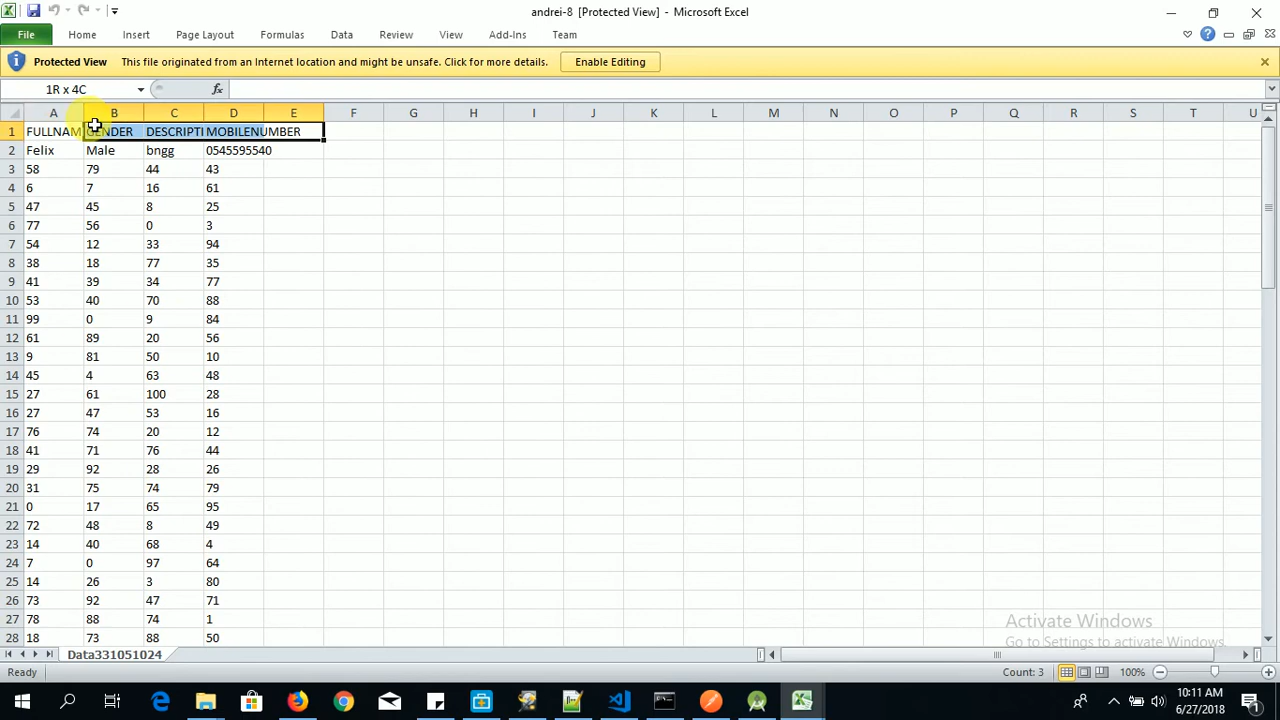 andrei-8 [Protected View] - Microsoft Excel
File Home Insert Page Layout Formulas Data Review View Add-Ins Team
Protected View This file originated from an Internet location and might be unsafe. Click for more details. Enable Editing
1R x 4C fx
A B C D E F G H I J K L M N O P Q R S T U
1 FULLNAM GENDER DESCRIPTI MOBILENUMBER
2 Felix Male bngg 0545595540
3 58 79 44 43
4 6 7 16 61
5 47 45 8 25
6 77 56 0 3
7 54 12 33 94
8 38 18 77 35
9 41 39 34 77
10 53 40 70 88
11 99 0 9 84
12 61 89 20 56
13 9 81 50 10
14 45 4 63 48
15 27 61 100 28
16 27 47 53 16
17 76 74 20 12
18 41 71 76 44
19 29 92 28 26
20 31 75 74 79
21 0 17 65 95
22 72 48 8 49
23 14 40 68 4
24 7 0 97 64
25 14 26 3 80
26 73 92 47 71
27 78 88 74 1
28 18 73 88 50
Activate Windows
Go to Settings to activate Windows.
Data331051024
Ready Count: 3 100%
10:11 AM
6/27/2018